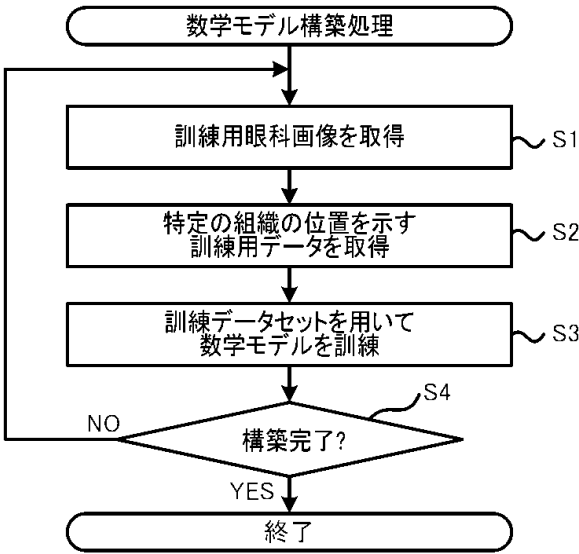 数学モデル構築処理
訓練用眼科画像を取得
S1
特定の組織の位置を示す
訓練用データを取得
S2
訓練データセットを用いて
数学モデルを訓練
S3
S4
NO
構築完了?
YES
終了